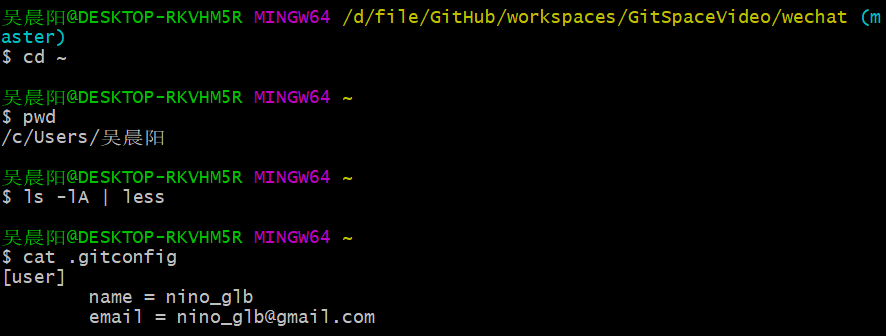 吴晨阳@DESKTOP-RKVHM5R MINGW64 /d/file/GitHub/workspaces/GitSpaceVideo/wechat (m
aster)
$ cd ~
吴晨阳@DESKTOP-RKVHM5R MINGW64 ~
$ pwd
/c/Users/吴晨阳
吴晨阳@DESKTOP-RKVHM5R MINGW64 ~
$ ls -lA | less
吴晨阳@DESKTOP-RKVHM5R MINGW64 ~
$ cat .gitconfig
[user]
        name = nino_glb
        email = nino_glb@gmail.com